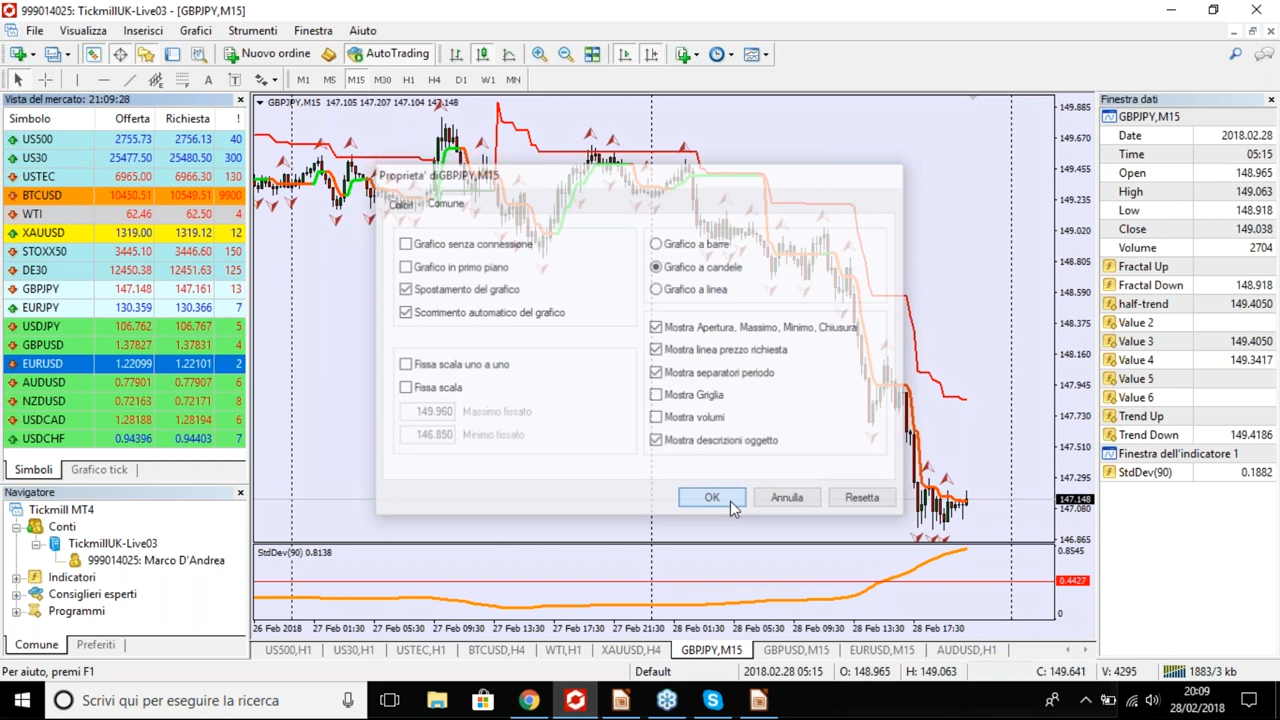 999014025: TickmillUK-Live03 - [GBPJPY,M15]
File Visualizza Inserisci Grafici Strumenti Finestra Aiuto
Nuovo ordine AutoTrading
M1 M5 M15 M30 H1 H4 D1 W1 MN
Vista del mercato: 21:09:28
Simbolo Offerta Richiesta !
US500 2755.73 2756.13 40
US30 25477.50 25480.50 300
USTEC 6965.00 6966.30 130
BTCUSD 10450.51 10549.51 9900
WTI 62.46 62.50 4
XAUUSD 1319.00 1319.12 12
STOXX50 3445.10 3446.60 150
DE30 12450.38 12451.63 125
GBPJPY 147.148 147.161 13
EURJPY 130.359 130.366 7
USDJPY 106.762 106.767 5
GBPUSD 1.37827 1.37831 4
EURUSD 1.22099 1.22101 2
AUDUSD 0.77901 0.77907 6
NZDUSD 0.72163 0.72171 8
USDCAD 1.28188 1.28194 6
USDCHF 0.94396 0.94403 7
Simboli Grafico tick
Navigatore
Tickmill MT4
Conti
TickmillUK-Live03
999014025: Marco D'Andrea
Indicatori
Consiglieri esperti
Programmi
Comune Preferiti
GBPJPY,M15 147.105 147.207 147.104 147.148
Proprieta' diGBPJPY,M15
Colori Comune
Grafico senza connessione
Grafico in primo piano
Spostamento del grafico
Scorrimento automatico del grafico
Fissa scala uno a uno
Fissa scala
149.960 Massimo fissato
146.850 Minimo fissato
Grafico a barre
Grafico a candele
Grafico a linea
Mostra Apertura, Massimo, Minimo, Chiusura
Mostra linea prezzo richiesta
Mostra separatori periodo
Mostra Griglia
Mostra volumi
Mostra descrizioni oggetto
OK Annulla Resetta
149.885
149.670
149.455
149.235
149.020
148.805
148.590
148.375
148.160
147.945
147.730
147.510
147.295
147.148
147.080
146.865
StdDev(90) 0.8138
0.8545
0.4427
0
26 Feb 2018 27 Feb 01:30 27 Feb 05:30 27 Feb 09:30 27 Feb 13:30 27 Feb 17:30 27 Feb 21:30 28 Feb 01:30 28 Feb 05:30 28 Feb 09:30 28 Feb 13:30 28 Feb 17:30
US500,H1 US30,H1 USTEC,H1 BTCUSD,H4 WTI,H1 XAUUSD,H4 GBPJPY,M15 GBPUSD,M15 EURUSD,M15 AUDUSD,H1
Finestra dati
GBPJPY,M15
Date 2018.02.28
Time 05:15
Open 148.965
High 149.063
Low 148.918
Close 149.038
Volume 2704
Fractal Up
Fractal Down 148.918
half-trend 149.4050
Value 2
Value 3 149.4050
Value 4 149.3417
Value 5
Value 6
Trend Up
Trend Down 149.4186
Finestra dell'indicatore 1
StdDev(90) 0.1882
Per aiuto, premi F1 Default 2018.02.28 05:15 O: 148.965 H: 149.063 C: 149.641 V: 4295 1883/3 kb
Scrivi qui per eseguire la ricerca
20:09
28/02/2018